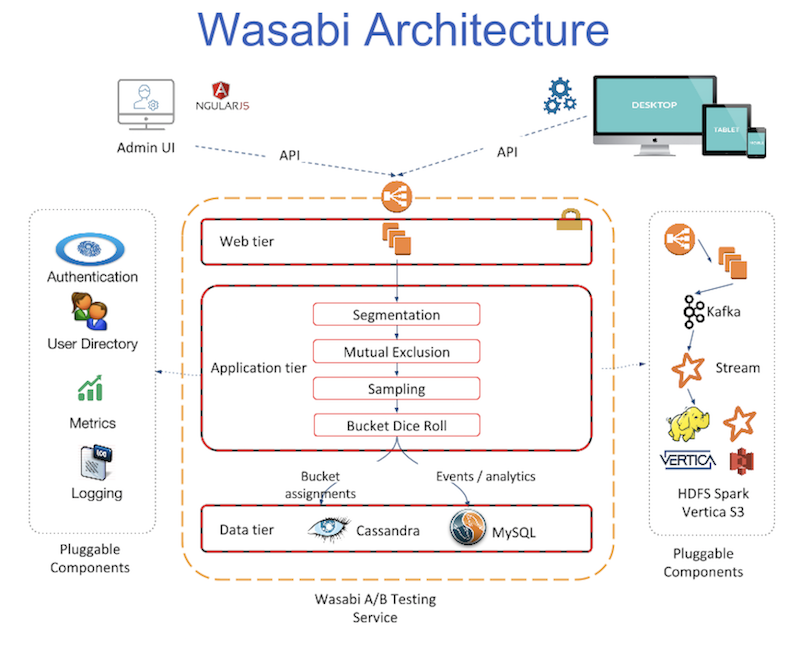 Wasabi Architecture
DESKTOP
TABLET
NGULARJS
Admin UI
API
API
Web tier
Authentication
User Directory
Metrics
Logging
Pluggable
Components
Application tier
Segmentation
Mutual Exclusion
Sampling
Bucket Dice Roll
Bucket
assignments
Events / analytics
Data tier
Cassandra
MySQL
Wasabi A/B Testing
Service
Kafka
Stream
VERTICA
HDFS Spark
Vertica S3
Pluggable
Components